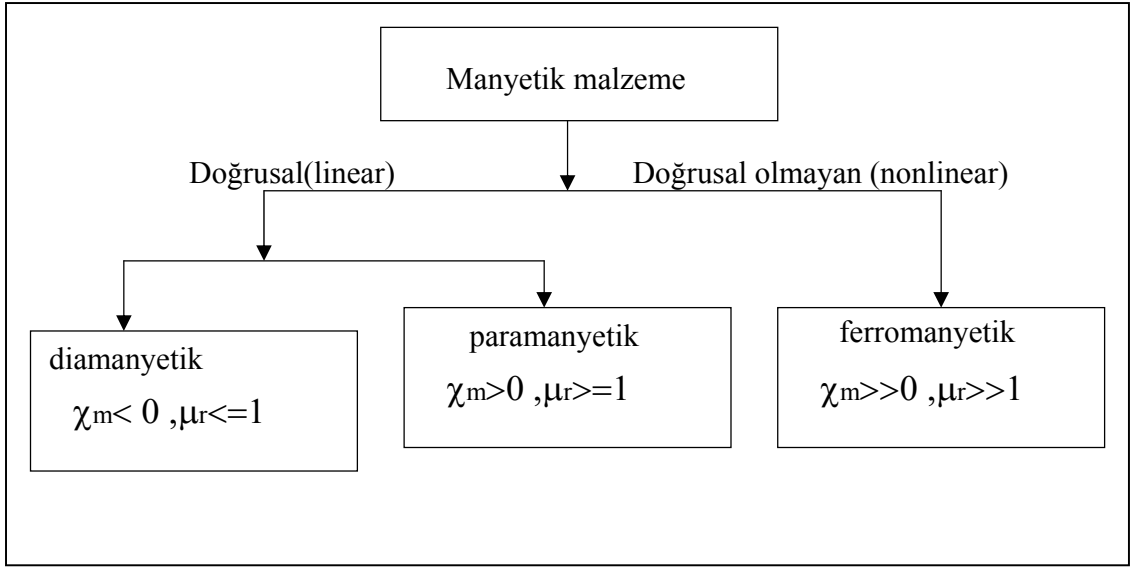 Manyetik malzeme
Doğrusal(linear)
Doğrusal olmayan (nonlinear)
diamanyetik
χm< 0 ,μr<=1
paramanyetik
χm>0 ,μr>=1
ferromanyetik
χm>>0 ,μr>>1